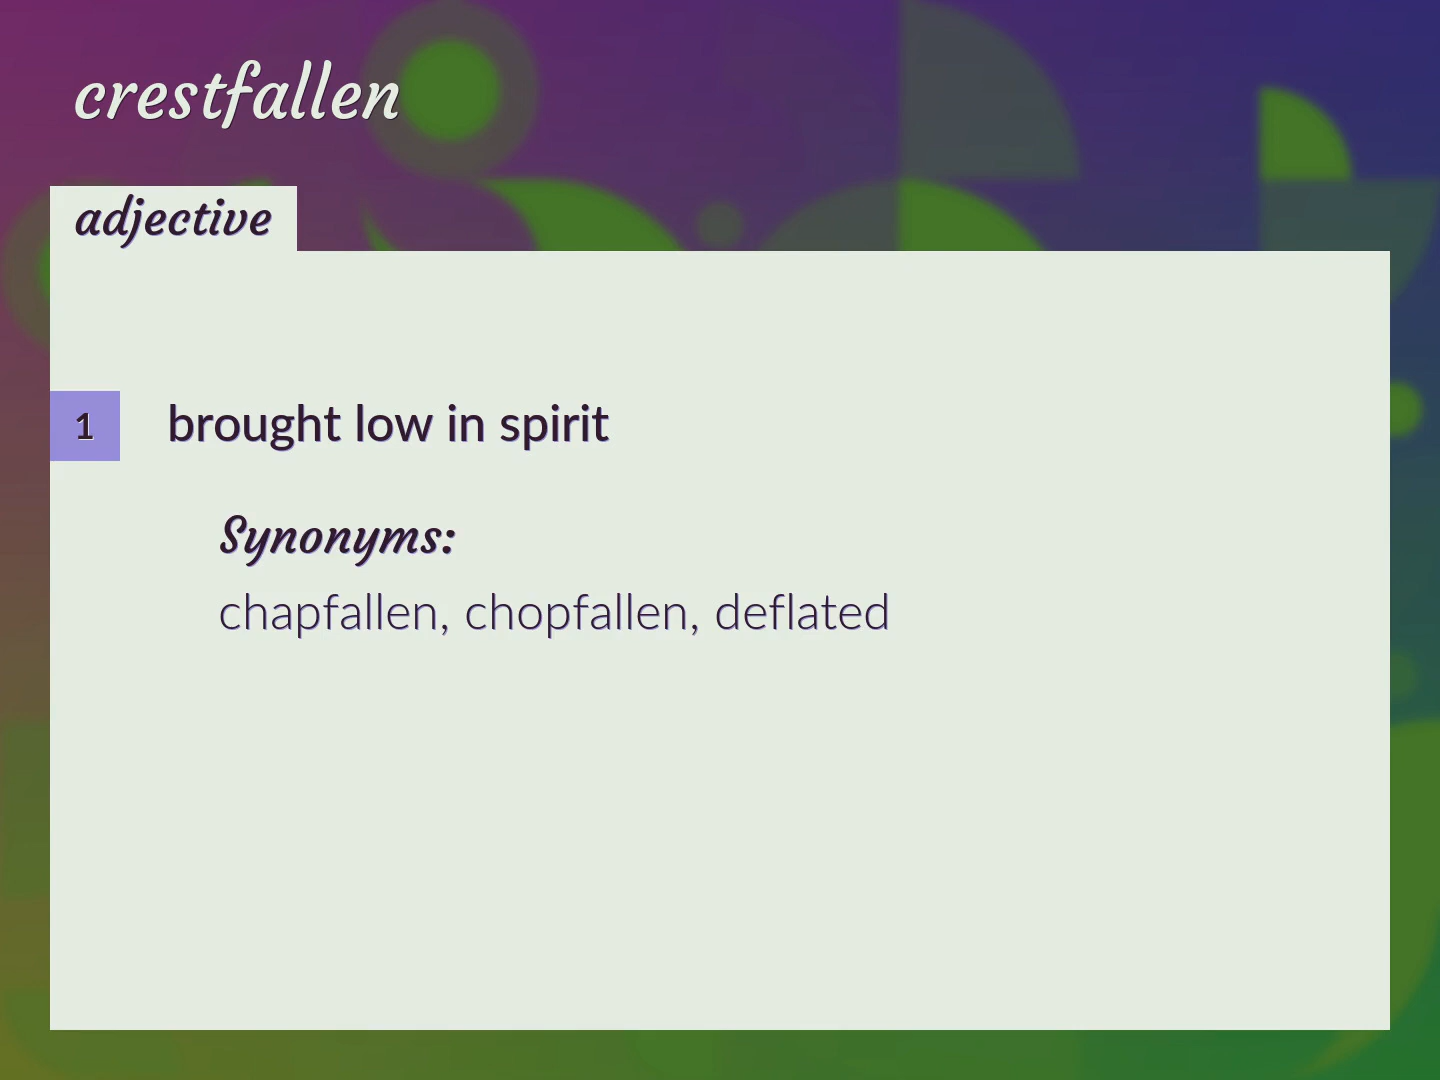 crestfallen
adjective
1 brought low in spirit
Synonyms:
chapfallen, chopfallen, deflated